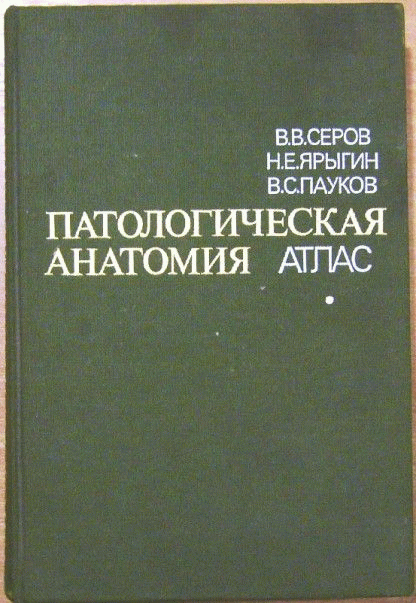 В.В.СЕРОВ
Н.Е.ЯРЫГИН
В.С.ПАУКОВ
ПАТОЛОГИЧЕСКАЯ
АНАТОМИЯ АТЛАС